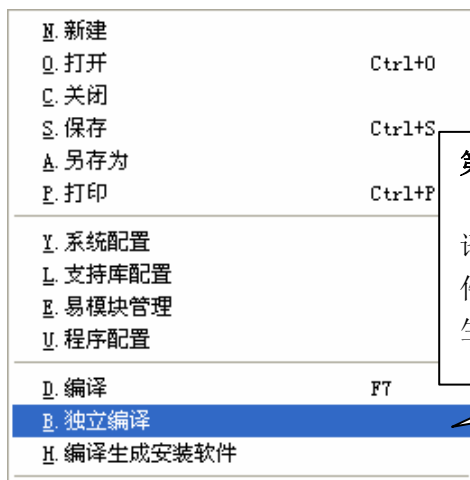 N.新建
O.打开 Ctrl+O
C.关闭
S.保存 Ctrl+S
A.另存为
P.打印 Ctrl+P
Y.系统配置
L.支持库配置
E.易模块管理
U.程序配置
D.编译 F7
B.独立编译
H.编译生成安装软件